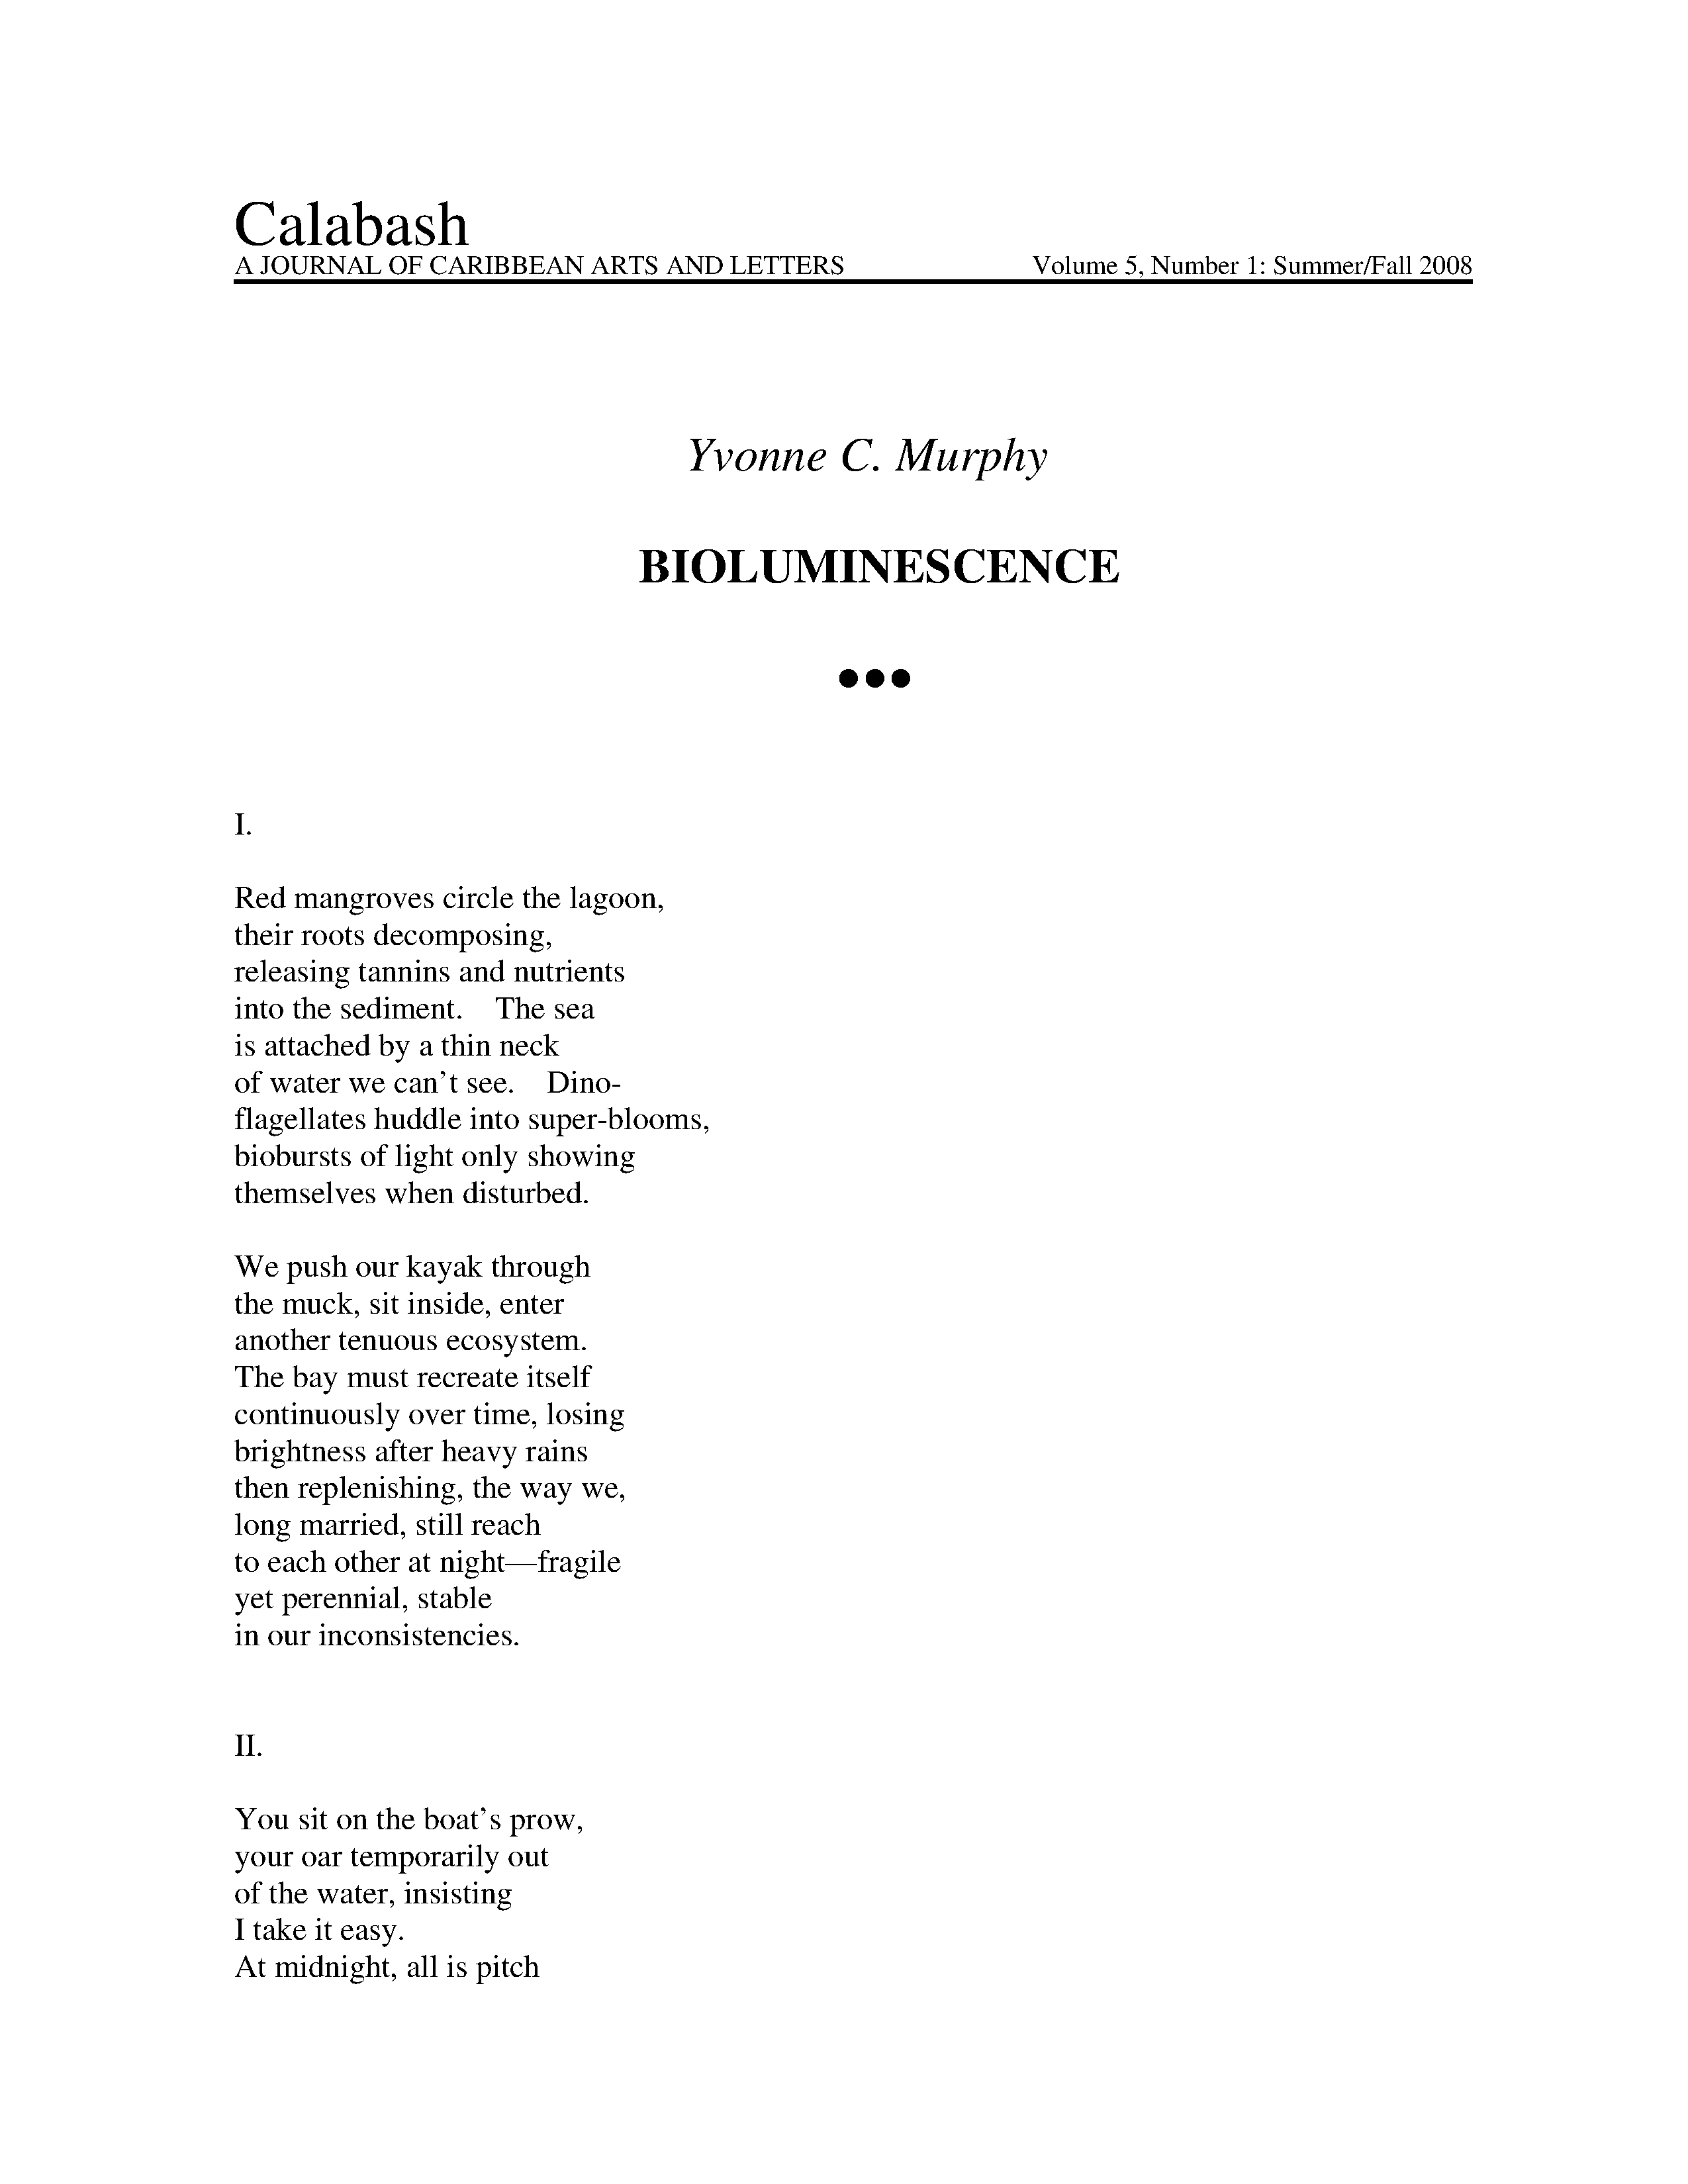 Calabash
A JOURNAL OF CARIBBEAN ARTS AND LETTERS Volume 5, Number 1: Summer/Fall 2008
Yvonne C. Murphy
BIOLUMINESCENCE
●●●
I.
Red mangroves circle the lagoon,
their roots decomposing,
releasing tannins and nutrients
into the sediment.    The sea
is attached by a thin neck
of water we can’t see.    Dino-
flagellates huddle into super-blooms,
biobursts of light only showing
themselves when disturbed.
We push our kayak through
the muck, sit inside, enter
another tenuous ecosystem.
The bay must recreate itself
continuously over time, losing
brightness after heavy rains
then replenishing, the way we,
long married, still reach
to each other at night—fragile
yet perennial, stable
in our inconsistencies.
II.
You sit on the boat’s prow,
your oar temporarily out
of the water, insisting
I take it easy.
At midnight, all is pitch